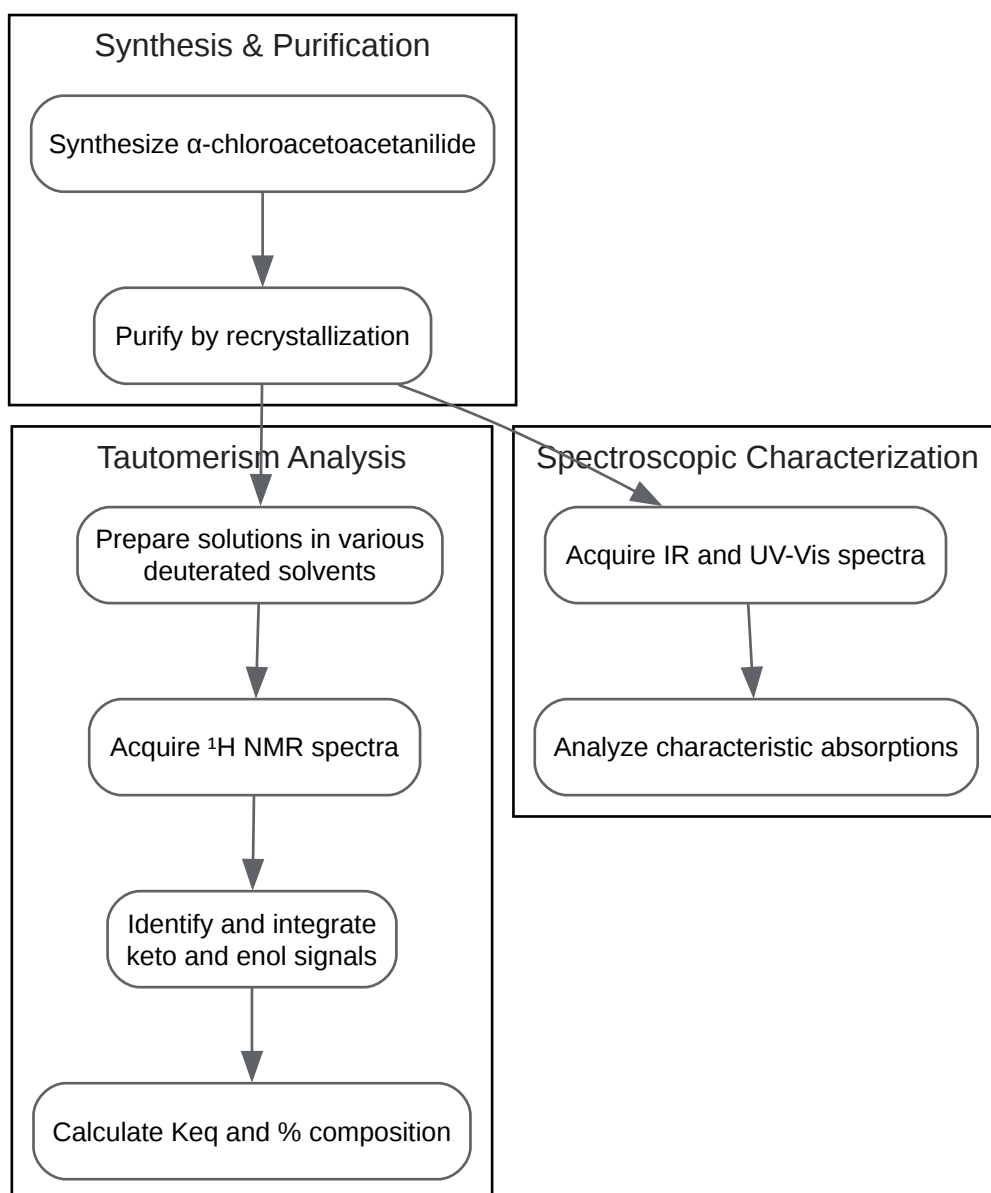 Synthesis & Purification
Synthesize α-chloroacetoacetanilide
Purify by recrystallization
Tautomerism Analysis
Prepare solutions in various
deuterated solvents
Acquire ¹H NMR spectra
Identify and integrate
keto and enol signals
Calculate Keq and % composition
Spectroscopic Characterization
Acquire IR and UV-Vis spectra
Analyze characteristic absorptions